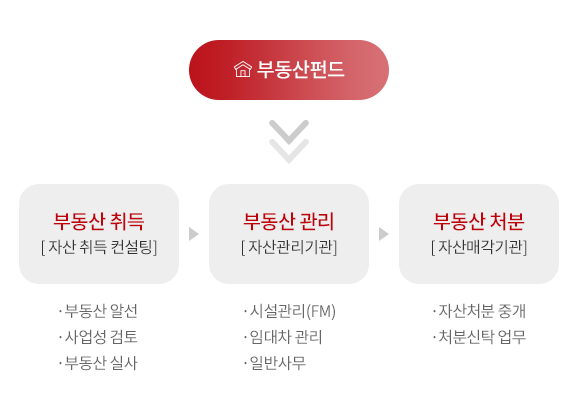 부동산펀드
부동산 취득
[ 자산 취득 컨설팅]
부동산 관리
[ 자산관리기관]
부동산 처분
[ 자산매각기관]
· 부동산 알선
· 사업성 검토
· 부동산 실사
· 시설관리(FM)
· 임대차 관리
· 일반사무
· 자산처분 중개
· 처분신탁 업무